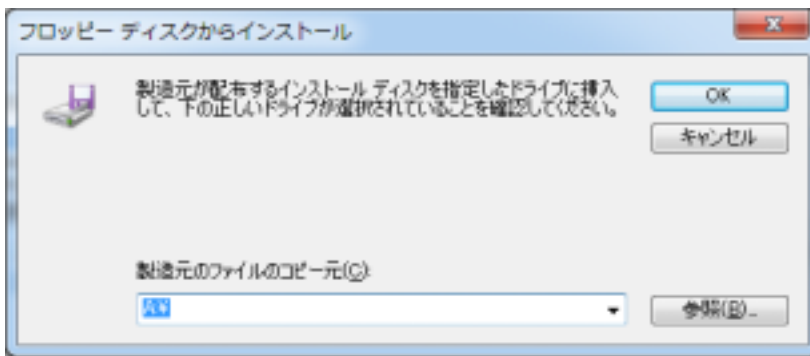 フロッピー ディスクからインストール
製造元が配布するインストール ディスクを指定したドライブに挿入
して、下の正しいドライブが選択されていることを確認してください。
OK
キャンセル
製造元のファイルのコピー元(C):
A:¥
参照(B)...